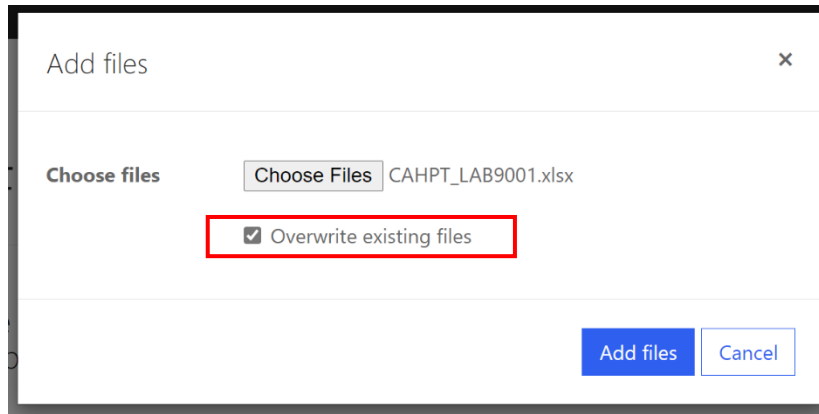 Add files ×
Choose files Choose Files CAHPT_LAB9001.xlsx
Overwrite existing files
Add files Cancel